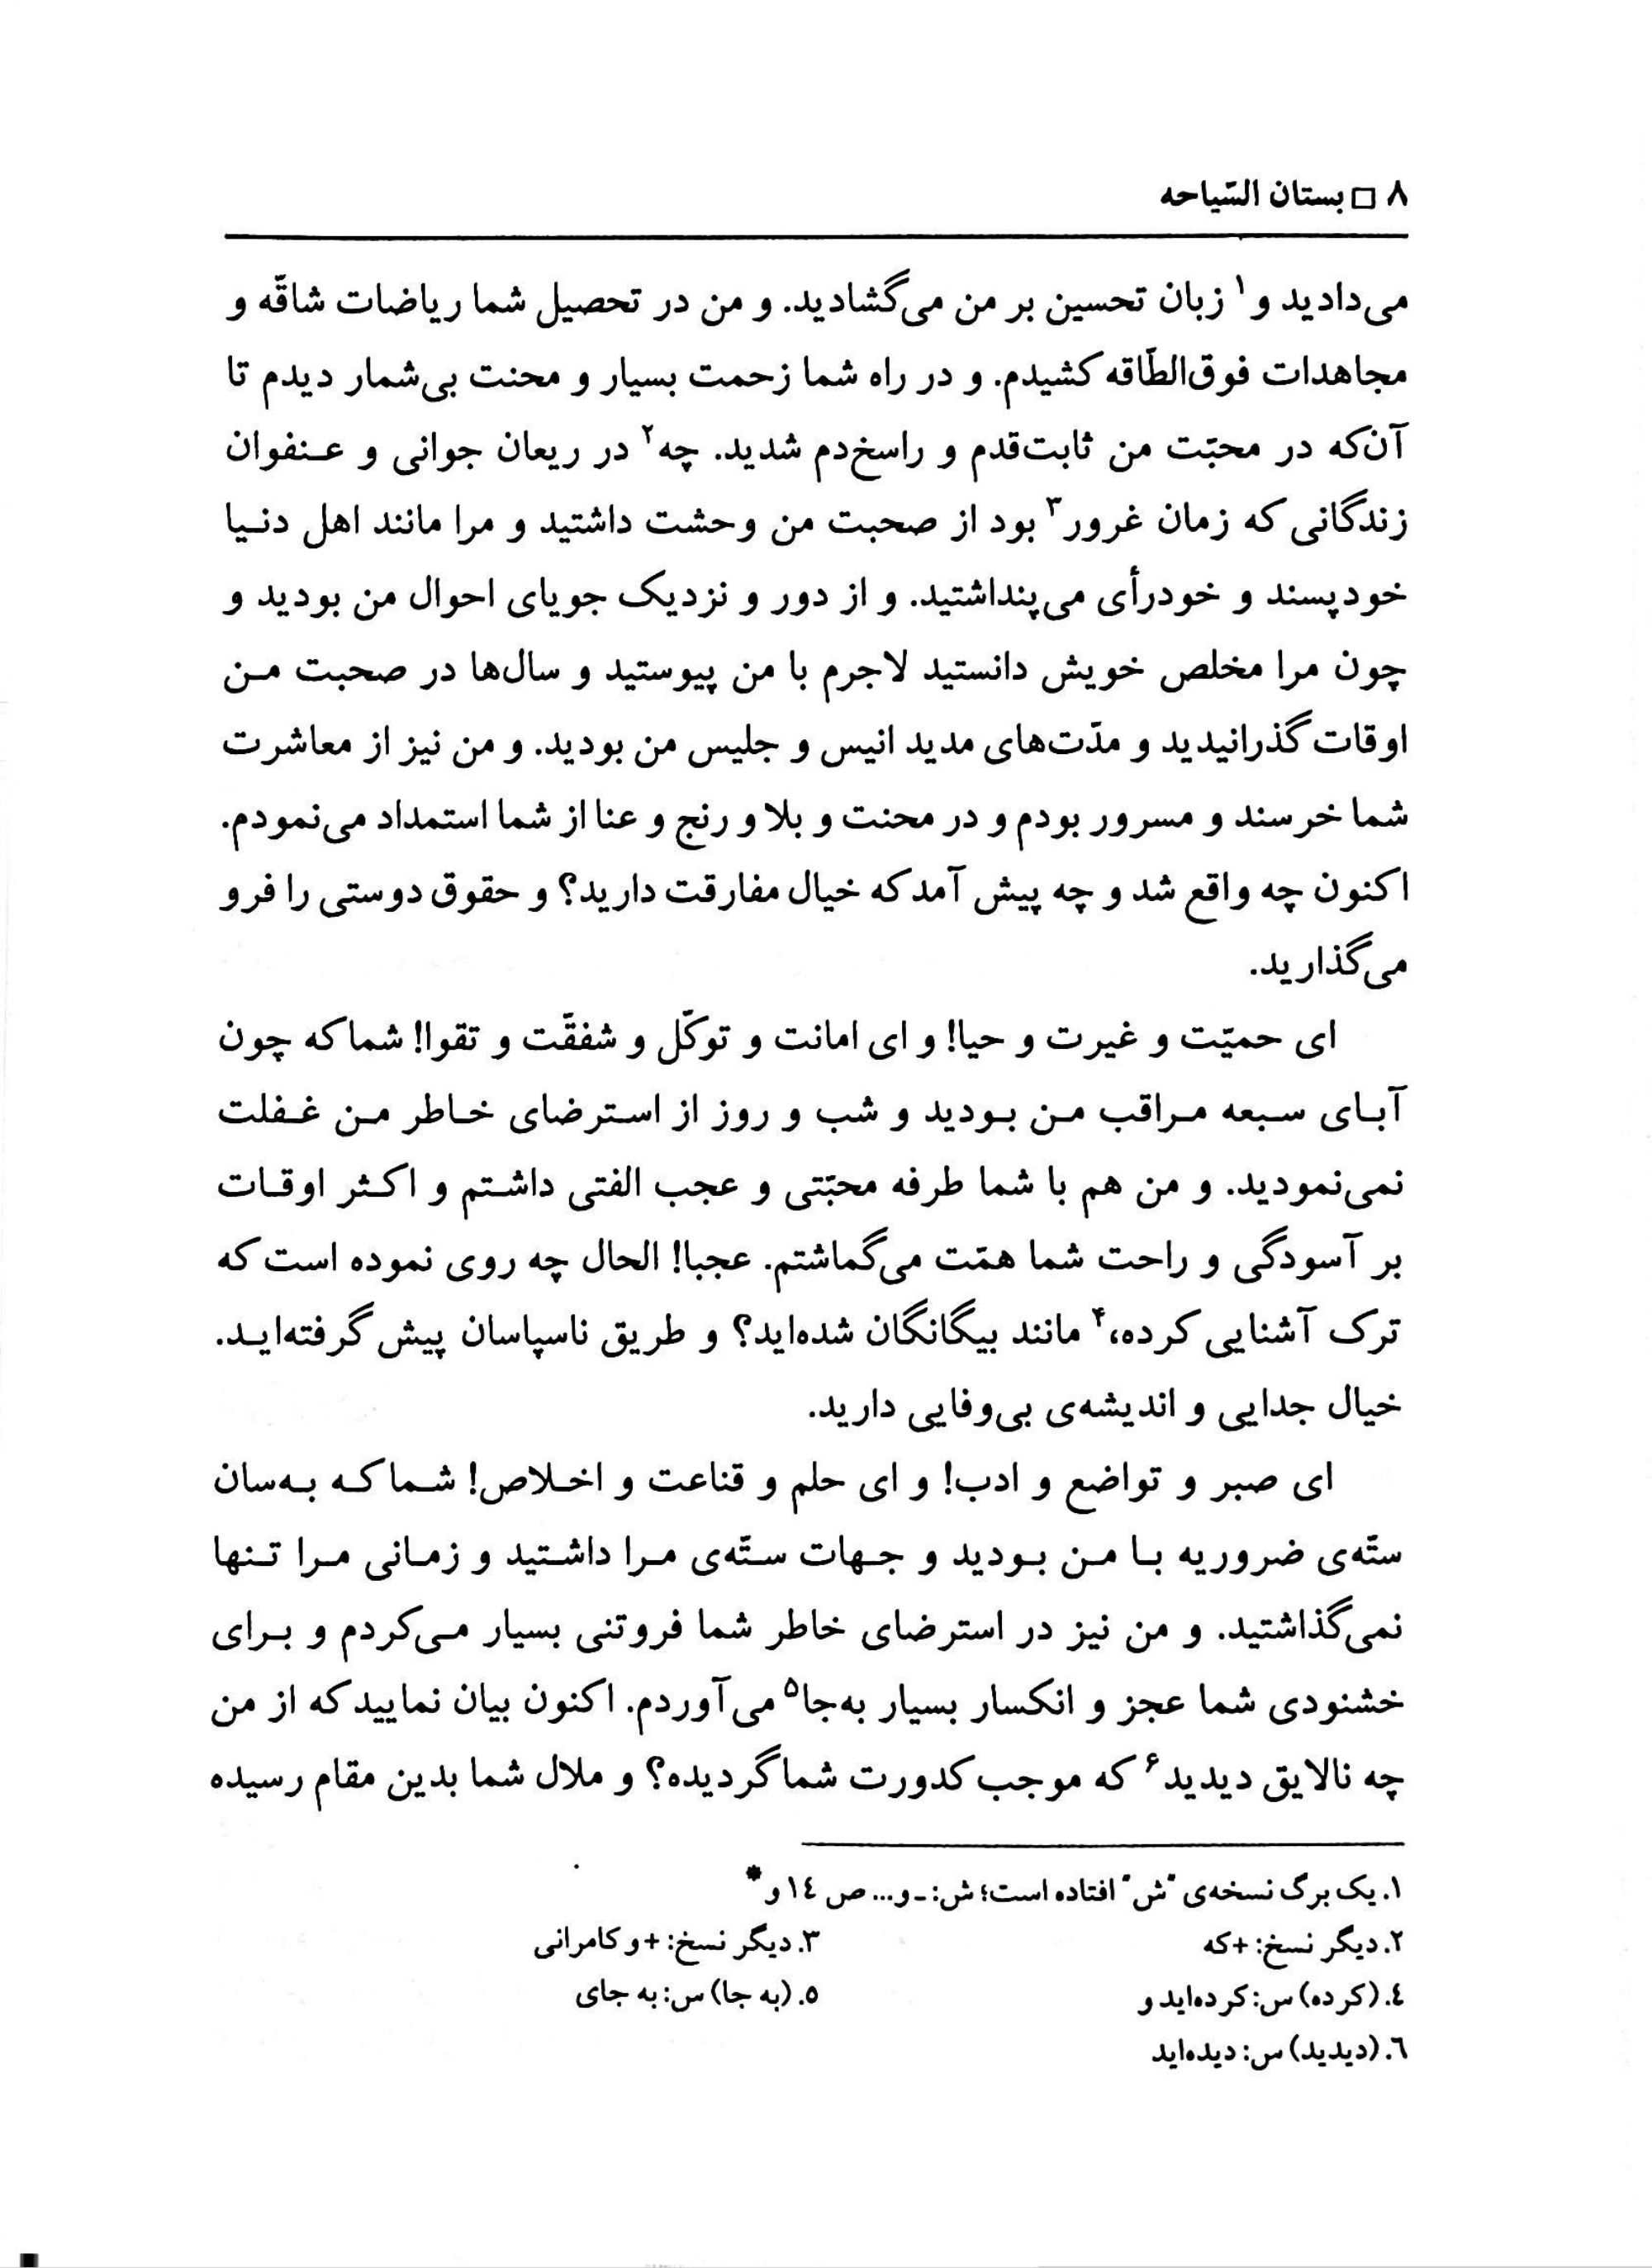 ۸ □ بستان السّیاحه
می‌دادید و۱ زبان تحسین بر من می‌گشادید. و من در تحصیل شما ریاضات شاقّه و
مجاهدات فوق‌الطّاقه کشیدم. و در راه شما زحمت بسیار و محنت بی‌شمار دیدم تا
آن‌که در محبّت من ثابت‌قدم و راسخ‌دم شدید. چه۲ در ریعان جوانی و عنفوان
زندگانی که زمان غرور۳ بود از صحبت من وحشت داشتید و مرا مانند اهل دنیا
خودپسند و خودرأی می‌پنداشتید. و از دور و نزدیک جویای احوال من بودید و
چون مرا مخلص خویش دانستید لاجرم با من پیوستید و سال‌ها در صحبت من
اوقات گذرانیدید و مدّت‌های مدید انیس و جلیس من بودید. و من نیز از معاشرت
شما خرسند و مسرور بودم و در محنت و بلا و رنج و عنا از شما استمداد می‌نمودم.
اکنون چه واقع شد و چه پیش آمد که خیال مفارقت دارید؟ و حقوق دوستی را فرو
می‌گذارید.
ای حمیّت و غیرت و حیا! و ای امانت و توکّل و شفقّت و تقوا! شما که چون
آبای سبعه مراقب من بودید و شب و روز از استرضای خاطر من غفلت
نمی‌نمودید. و من هم با شما طرفه محبّتی و عجب الفتی داشتم و اکثر اوقات
بر آسودگی و راحت شما همّت می‌گماشتم. عجبا! الحال چه روی نموده است که
ترک آشنایی کرده،۴ مانند بیگانگان شده‌اید؟ و طریق ناسپاسان پیش گرفته‌اید.
خیال جدایی و اندیشه‌ی بی‌وفایی دارید.
ای صبر و تواضع و ادب! و ای حلم و قناعت و اخلاص! شما که به‌سان
ستّه‌ی ضروریه با من بودید و جهات ستّه‌ی مرا داشتید و زمانی مرا تنها
نمی‌گذاشتید. و من نیز در استرضای خاطر شما فروتنی بسیار می‌کردم و برای
خشنودی شما عجز و انکسار بسیار به‌جا۵ می‌آوردم. اکنون بیان نمایید که از من
چه نالایق دیدید۶ که موجب کدورت شما گردیده؟ و ملال شما بدین مقام رسیده
۱. یک برگ نسخه‌ی "ش" افتاده است؛ ش: ـ و... ص ١٤ و*
۲. دیگر نسخ: + که
۳. دیگر نسخ: + و کامرانی
٤. (کرده) س: کرده‌اید و
٥. (به جا) س: به جای
٦. (دیدید) س: دیده‌اید